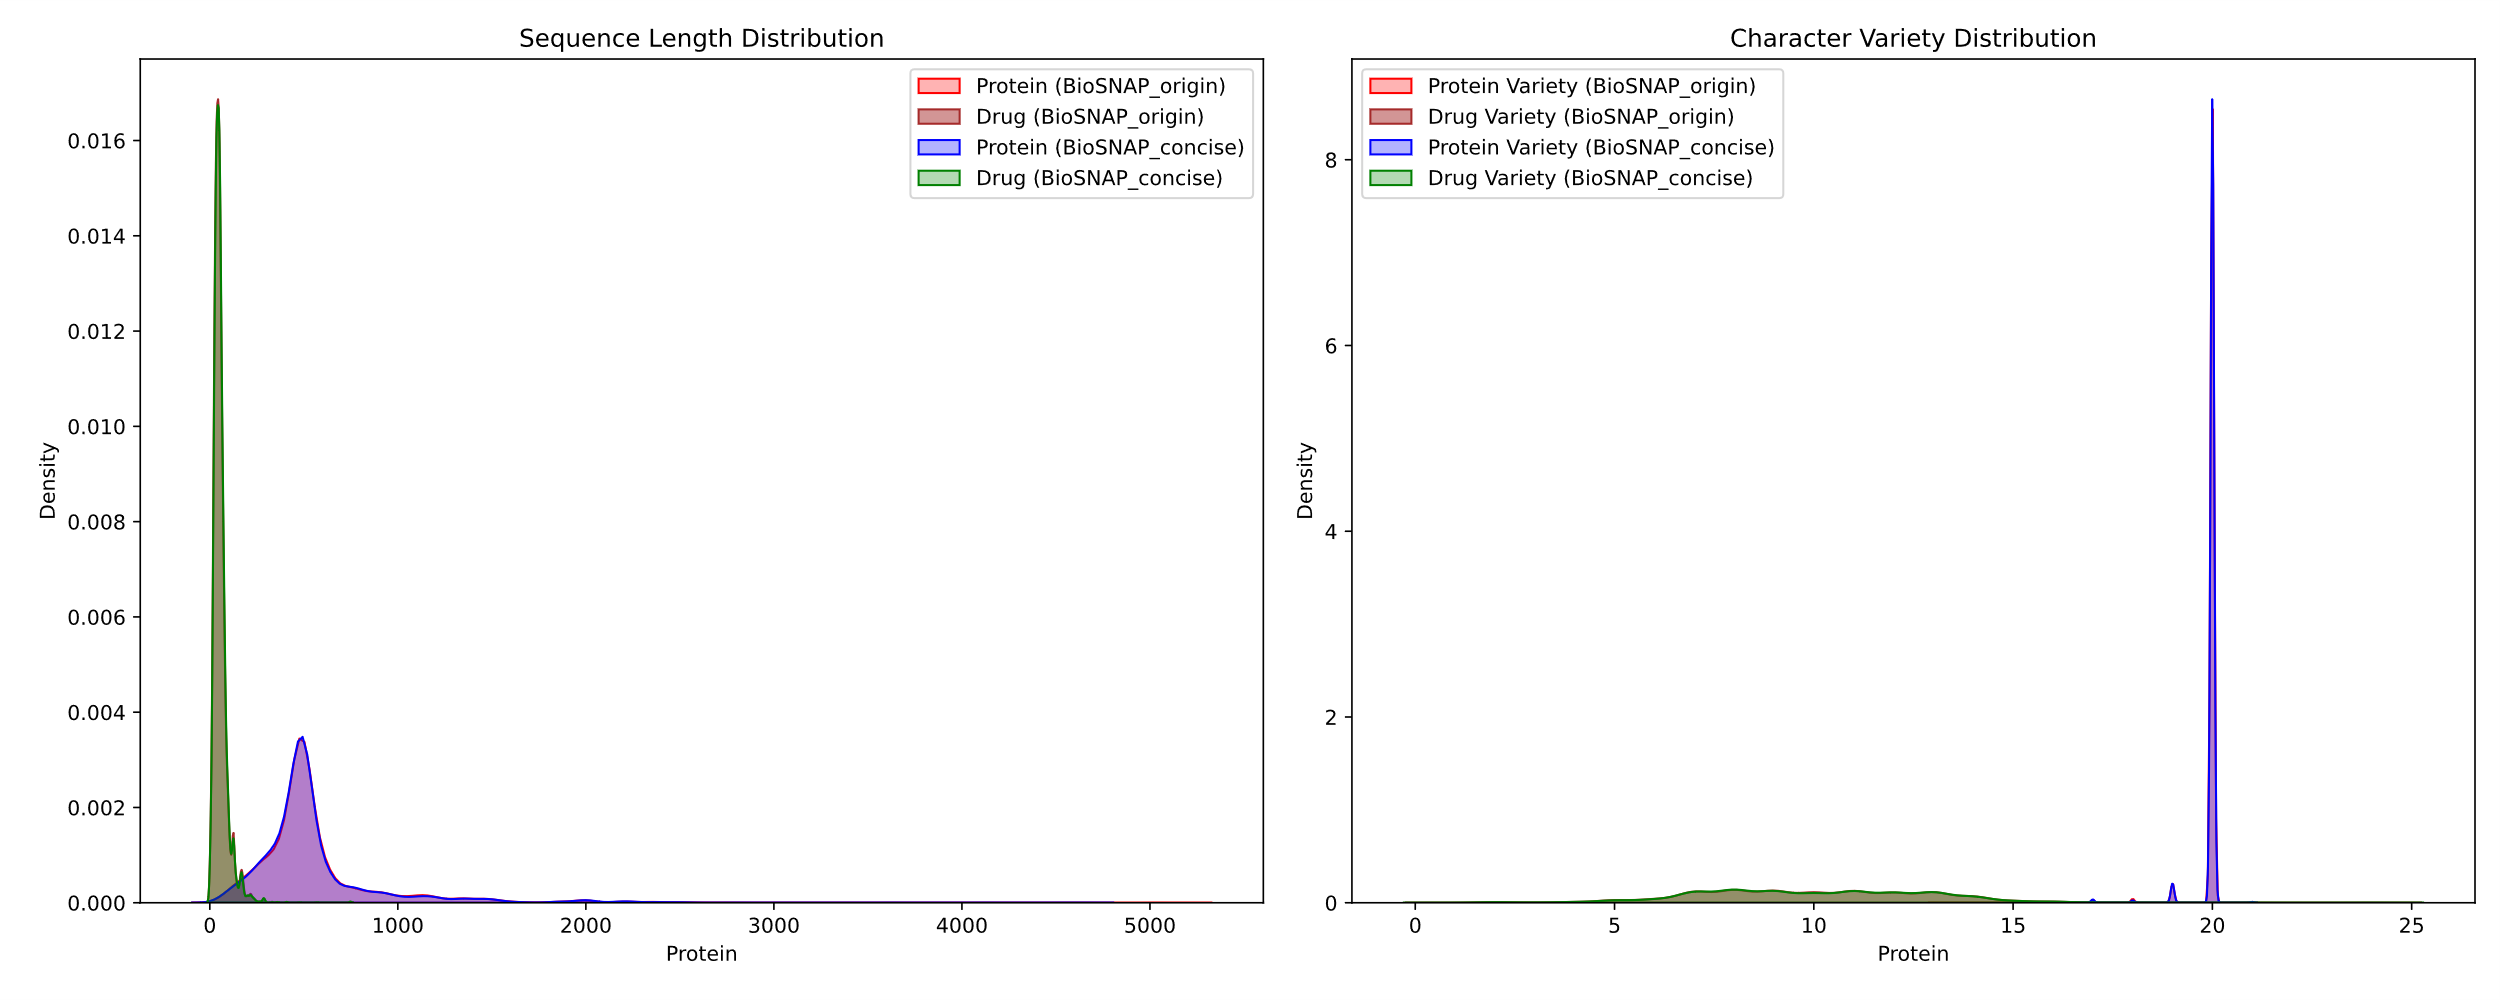 Sequence Length Distribution
Density
0.016
0.014
0.012
0.010
0.008
0.006
0.004
0.002
0.000
0
1000
2000
3000
4000
5000
Protein
Protein (BioSNAP_origin)
Drug (BioSNAP_origin)
Protein (BioSNAP_concise)
Drug (BioSNAP_concise)
Character Variety Distribution
Density
8
6
4
2
0
0
5
10
15
20
25
Protein
Protein Variety (BioSNAP_origin)
Drug Variety (BioSNAP_origin)
Protein Variety (BioSNAP_concise)
Drug Variety (BioSNAP_concise)